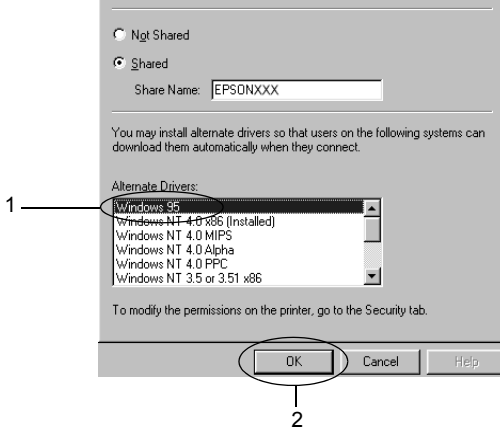 Not Shared
Shared
Share Name: EPSONXXX
You may install alternate drivers so that users on the following systems can
download them automatically when they connect.
Alternate Drivers:
1
Windows 95
Windows NT 4.0 x86 (Installed)
Windows NT 4.0 MIPS
Windows NT 4.0 Alpha
Windows NT 4.0 PPC
Windows NT 3.5 or 3.51 x86
To modify the permissions on the printer, go to the Security tab.
OK Cancel Help
2